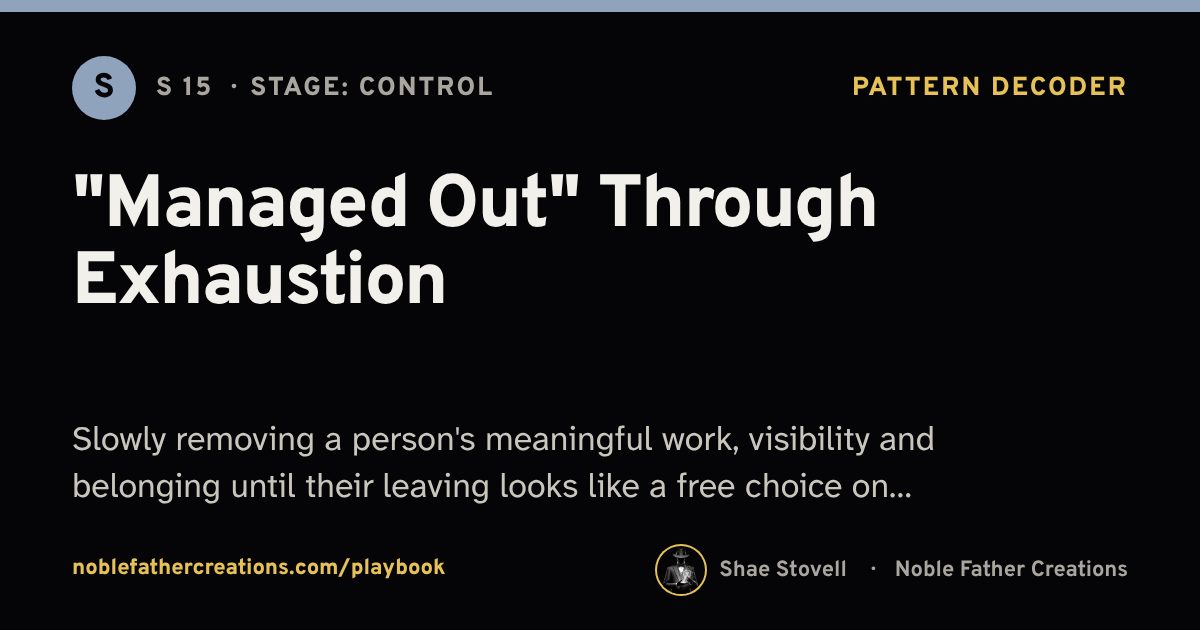 S
S 15 · STAGE: CONTROL
PATTERN DECODER
"Managed Out" Through
Exhaustion
Slowly removing a person's meaningful work, visibility and
belonging until their leaving looks like a free choice on...
noblefathercreations.com/playbook
Shae Stovell · Noble Father Creations